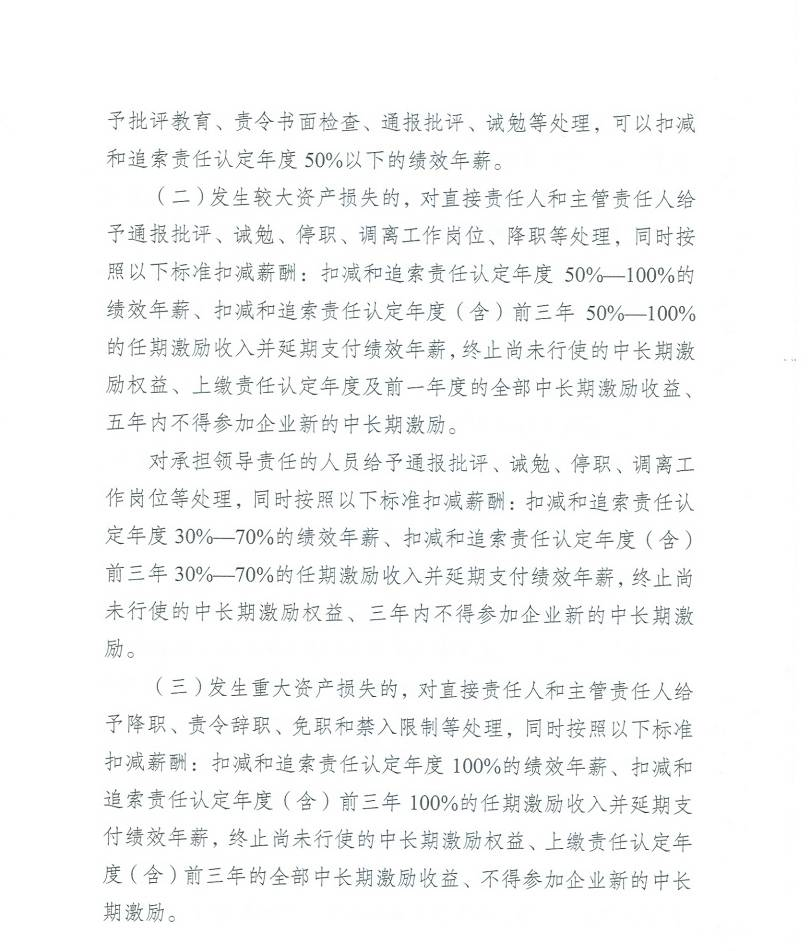 予批评教育、责令书面检查、通报批评、诫勉等处理，可以扣减
和追索责任认定年度 50%以下的绩效年薪。
（二）发生较大资产损失的，对直接责任人和主管责任人给
予通报批评、诫勉、停职、调离工作岗位、降职等处理，同时按
照以下标准扣减薪酬：扣减和追索责任认定年度 50%—100%的
绩效年薪、扣减和追索责任认定年度（含）前三年 50%—100%
的任期激励收入并延期支付绩效年薪，终止尚未行使的中长期激
励权益、上缴责任认定年度及前一年度的全部中长期激励收益、
五年内不得参加企业新的中长期激励。
对承担领导责任的人员给予通报批评、诫勉、停职、调离工
作岗位等处理，同时按照以下标准扣减薪酬：扣减和追索责任认
定年度 30%—70%的绩效年薪、扣减和追索责任认定年度（含）
前三年 30%—70%的任期激励收入并延期支付绩效年薪，终止尚
未行使的中长期激励权益、三年内不得参加企业新的中长期激
励。
（三）发生重大资产损失的，对直接责任人和主管责任人给
予降职、责令辞职、免职和禁入限制等处理，同时按照以下标准
扣减薪酬：扣减和追索责任认定年度 100%的绩效年薪、扣减和
追索责任认定年度（含）前三年 100%的任期激励收入并延期支
付绩效年薪，终止尚未行使的中长期激励权益、上缴责任认定年
度（含）前三年的全部中长期激励收益、不得参加企业新的中长
期激励。